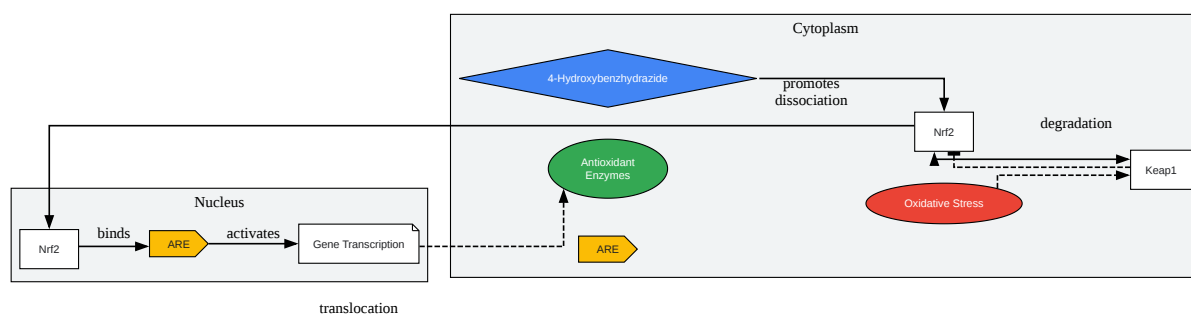 Cytoplasm
4-Hydroxybenzhydrazide
promotes
dissociation
Nrf2
degradation
Keap1
Antioxidant
Enzymes
Oxidative Stress
ARE
Nucleus
Nrf2
binds
ARE
activates
Gene Transcription
translocation